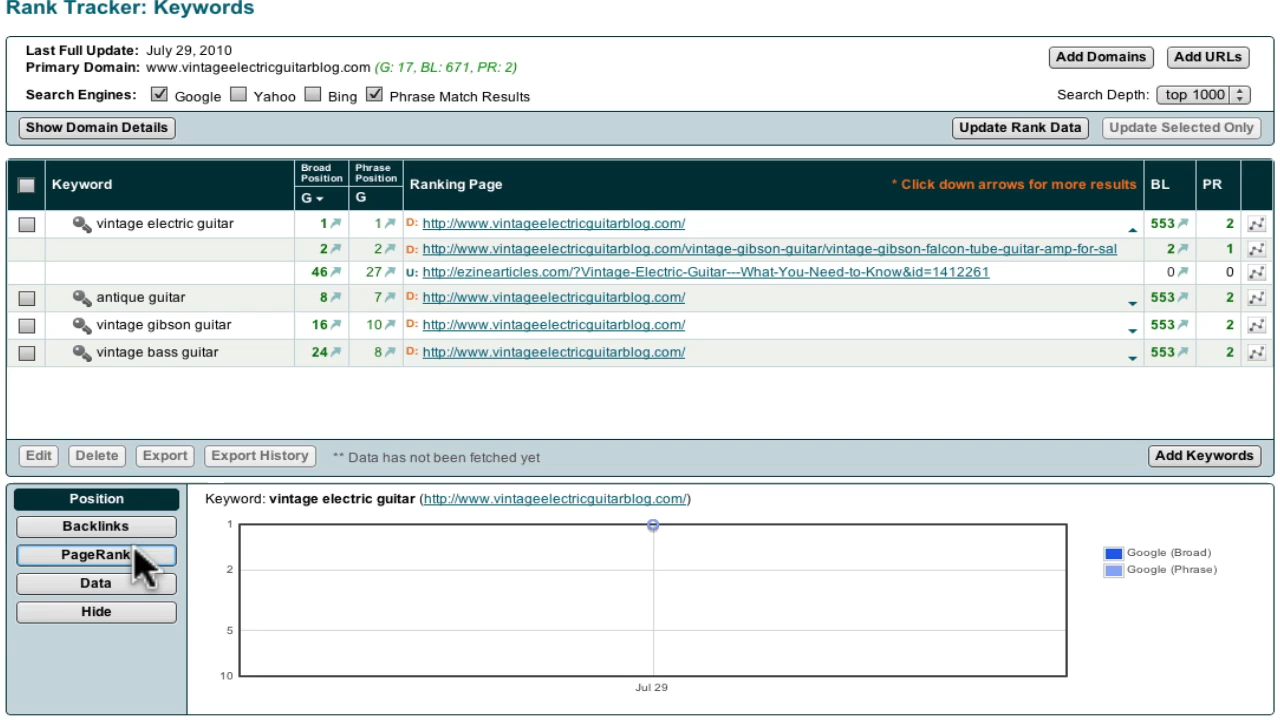 Rank Tracker: Keywords
Last Full Update: July 29, 2010
Primary Domain: www.vintageelectricguitarblog.com (G: 17, BL: 671, PR: 2)
Add Domains Add URLs
Search Engines: Google Yahoo Bing Phrase Match Results Search Depth: top 1000
Show Domain Details Update Rank Data Update Selected Only
Keyword Broad Position G Phrase Position G Ranking Page * Click down arrows for more results BL PR
vintage electric guitar 1 1 D: http://www.vintageelectricguitarblog.com/ 553 2
2 2 D: http://www.vintageelectricguitarblog.com/vintage-gibson-guitar/vintage-gibson-falcon-tube-guitar-amp-for-sal 2 1
46 27 U: http://ezinearticles.com/?Vintage-Electric-Guitar---What-You-Need-to-Know&id=1412261 0 0
antique guitar 8 7 D: http://www.vintageelectricguitarblog.com/ 553 2
vintage gibson guitar 16 10 D: http://www.vintageelectricguitarblog.com/ 553 2
vintage bass guitar 24 8 D: http://www.vintageelectricguitarblog.com/ 553 2
Edit Delete Export Export History ** Data has not been fetched yet Add Keywords
Position
Backlinks
PageRank
Data
Hide
Keyword: vintage electric guitar (http://www.vintageelectricguitarblog.com/)
1
2
5
10
Jul 29
Google (Broad)
Google (Phrase)